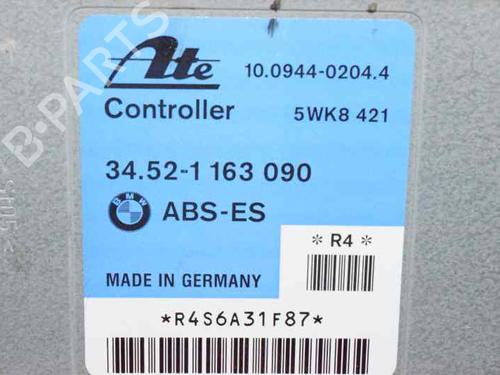 Ate
10.0944-0204.4
Controller
5WK8 421
34.52-1 163 090
BMW
ABS-ES
*R4*
MADE IN GERMANY
*R4S6A31F87*
B-PARTS